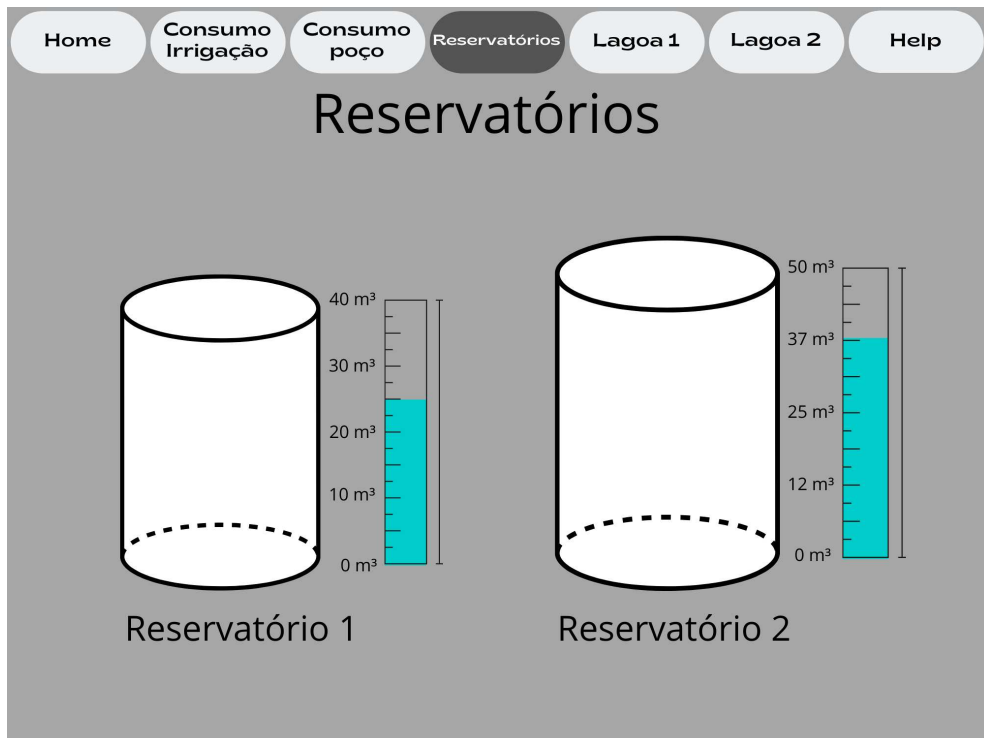 Home
Consumo
Irrigação
Consumo
poço
Reservatórios
Lagoa 1
Lagoa 2
Help
Reservatórios
40 m³
30 m³
20 m³
10 m³
0 m³
50 m³
37 m³
25 m³
12 m³
0 m³
Reservatório 1
Reservatório 2